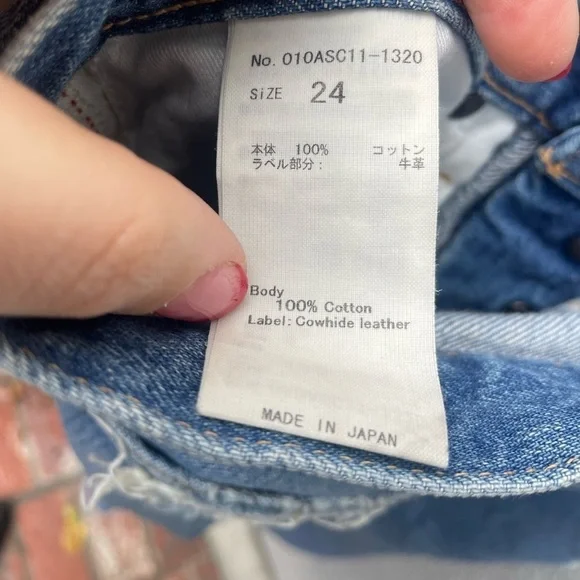 No. 010ASC11-1320
SiZE 24
本体 100% コットン
ラベル部分： 牛革
Body
100% Cotton
Label: Cowhide leather
MADE IN JAPAN